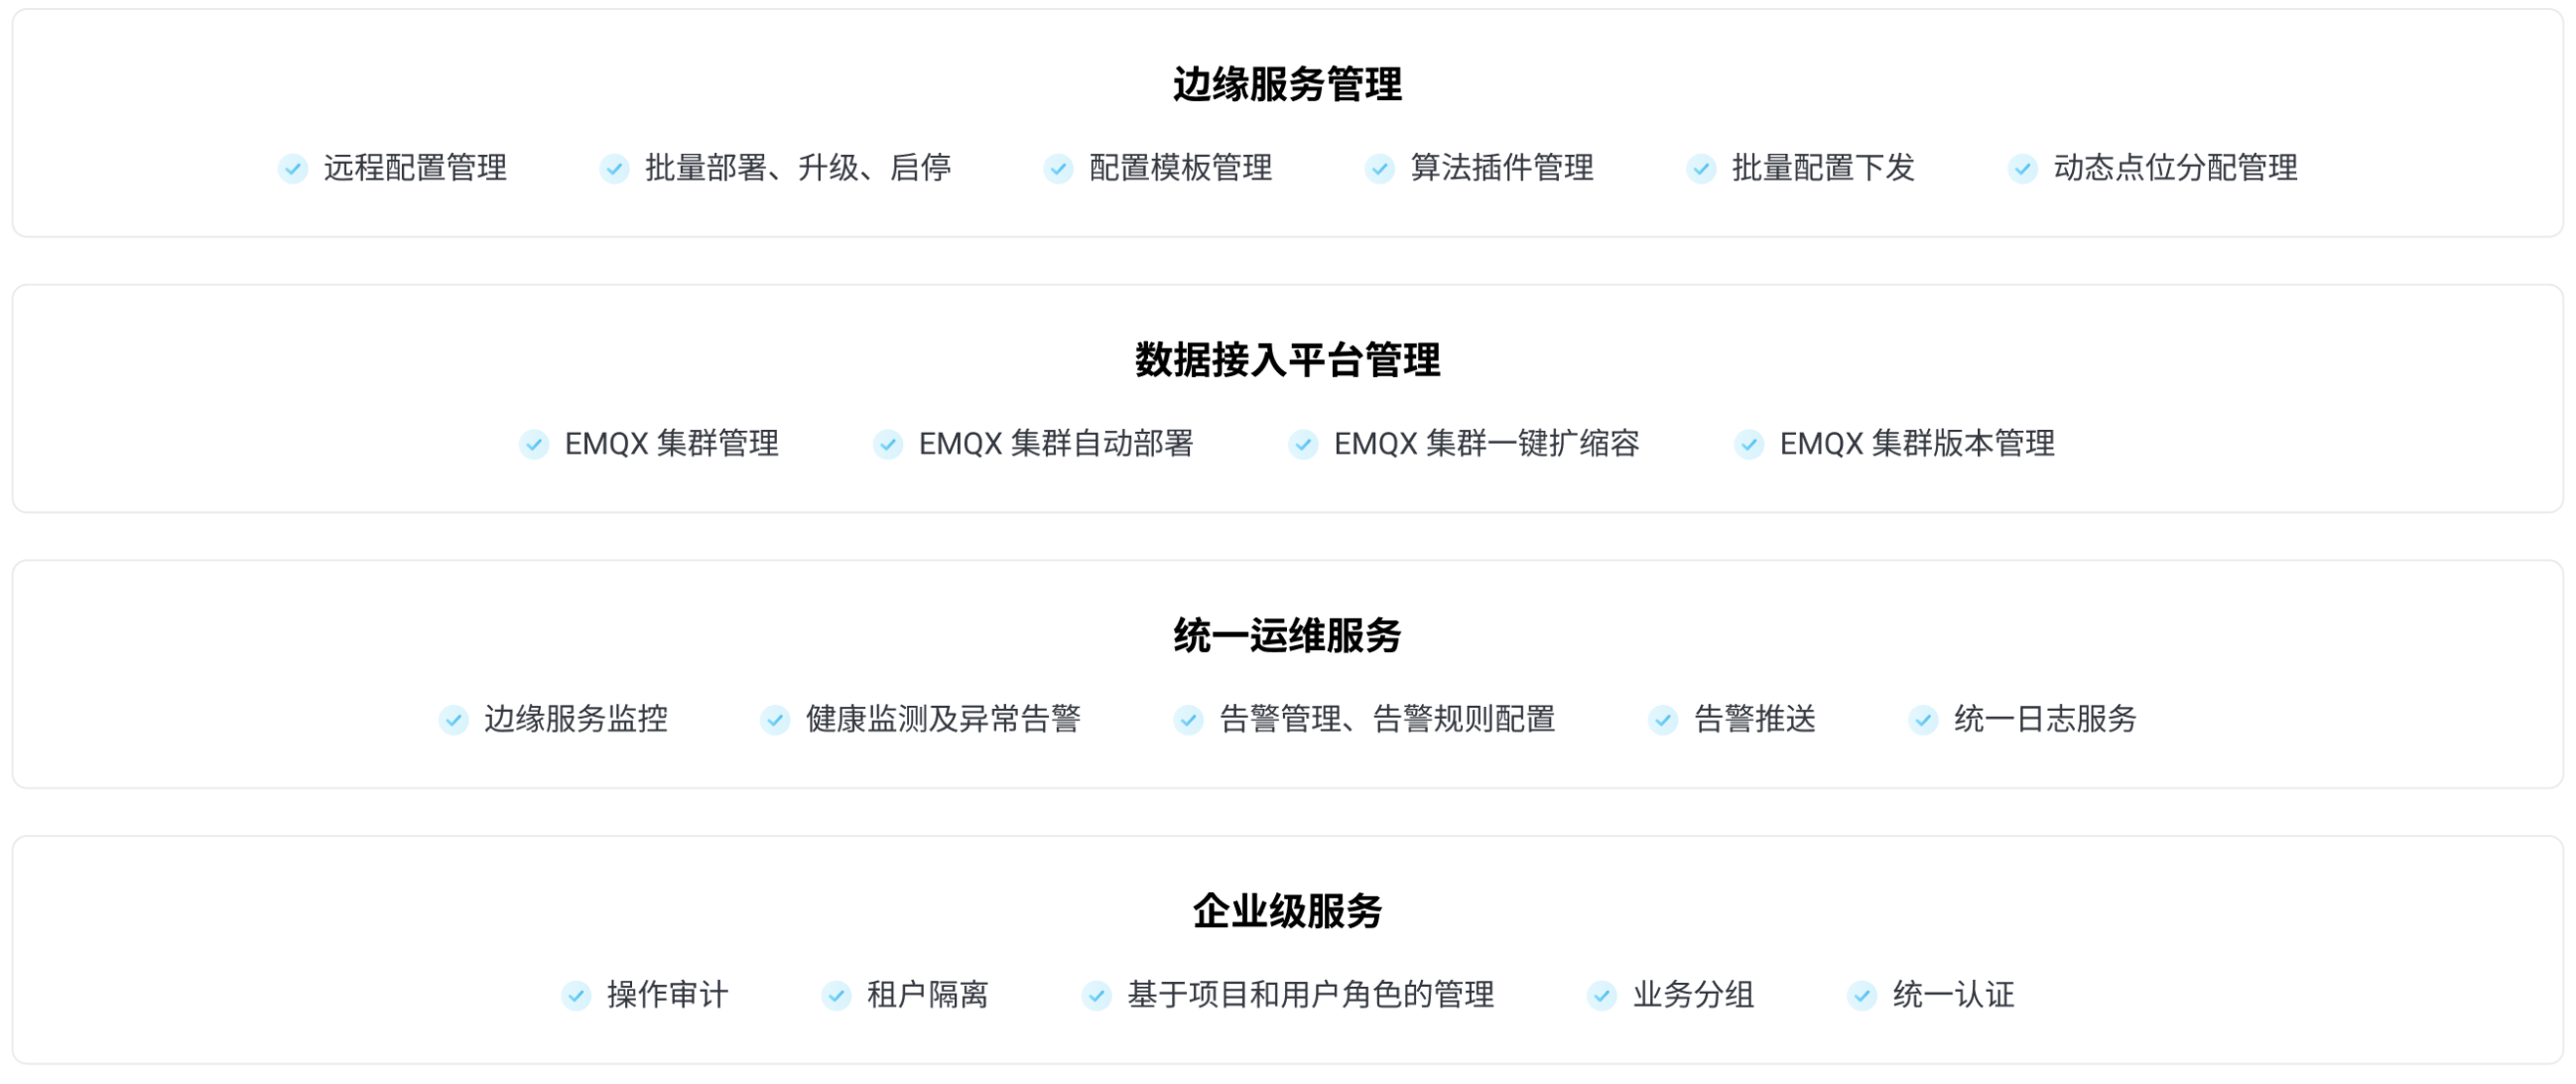 边缘服务管理
远程配置管理 批量部署、升级、启停 配置模板管理 算法插件管理 批量配置下发 动态点位分配管理
数据接入平台管理
EMQX 集群管理 EMQX 集群自动部署 EMQX 集群一键扩缩容 EMQX 集群版本管理
统一运维服务
边缘服务监控 健康监测及异常告警 告警管理、告警规则配置 告警推送 统一日志服务
企业级服务
操作审计 租户隔离 基于项目和用户角色的管理 业务分组 统一认证